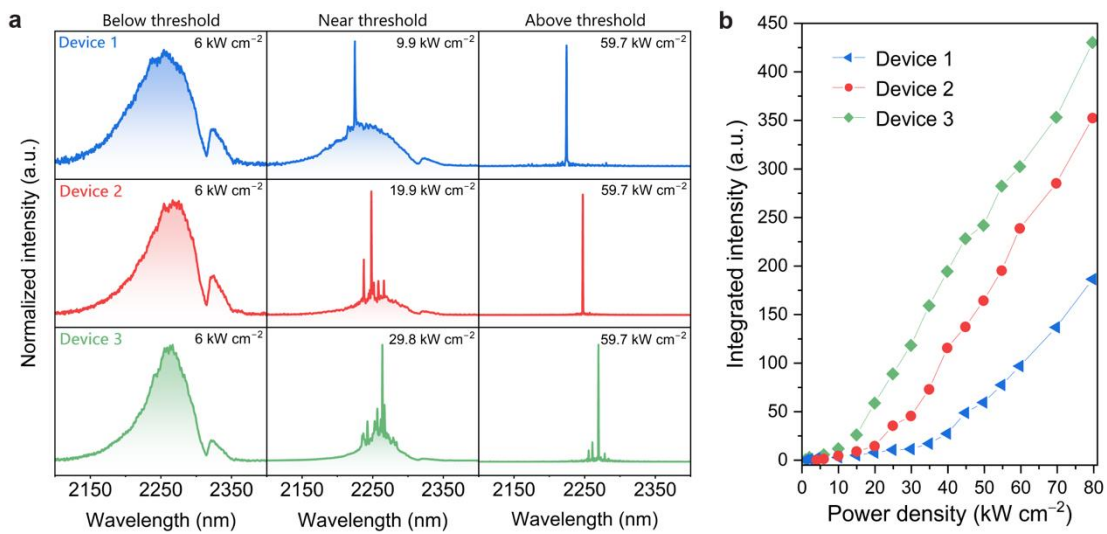 a
Below threshold
Near threshold
Above threshold
Device 1
6 kW cm⁻²
9.9 kW cm⁻²
59.7 kW cm⁻²
Device 2
6 kW cm⁻²
19.9 kW cm⁻²
59.7 kW cm⁻²
Device 3
6 kW cm⁻²
29.8 kW cm⁻²
59.7 kW cm⁻²
Normalized intensity (a.u.)
2150 2250 2350
2150 2250 2350
2150 2250 2350
Wavelength (nm)
Wavelength (nm)
Wavelength (nm)
b
Integrated intensity (a.u.)
450
400
350
300
250
200
150
100
50
0
Device 1
Device 2
Device 3
0 10 20 30 40 50 60 70 80
Power density (kW cm⁻²)